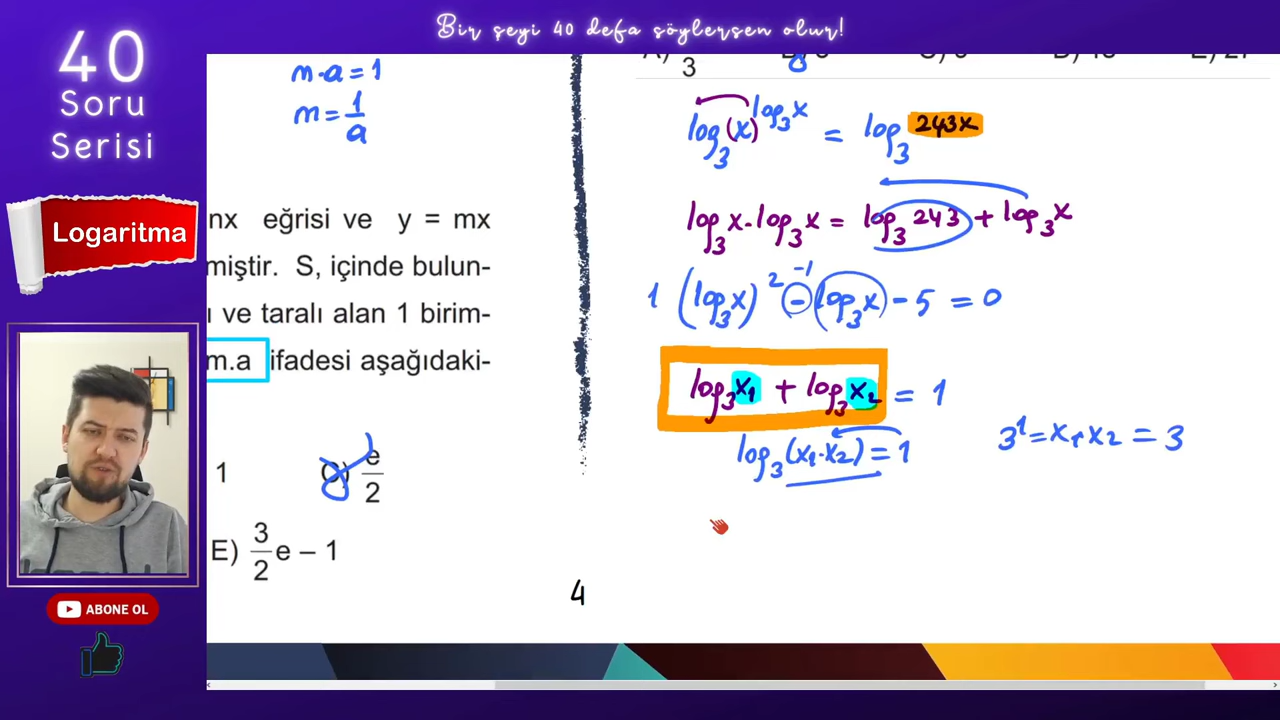 Bir şeyi 40 defa söylersen olur!
40
Soru
Serisi
Logaritma
ABONE OL
m·a=1
m=1/a
nx eğrisi ve y = mx
miştir. S, içinde bulun-
ı ve taralı alan 1 birim-
m.a ifadesi aşağıdaki-
1 C) e/2
E) 3/2 e – 1
4
3
log₃(x)^log₃x = log₃ 243x
log₃x·log₃x = log₃243 + log₃x
1 (log₃x)² -1 - (log₃x) - 5 = 0
log₃x₁ + log₃x₂ = 1
log₃(x₁·x₂) = 1
3¹=x₁·x₂ = 3